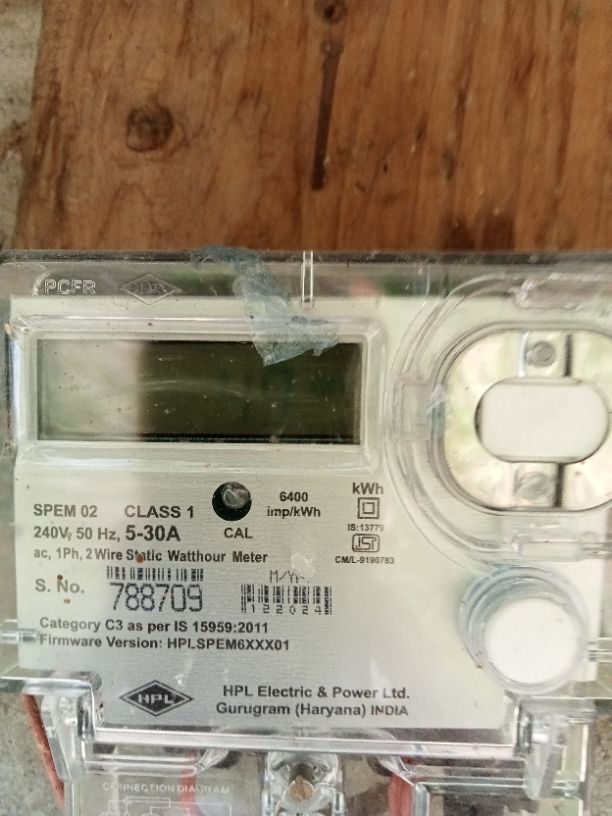 PCFR
SPEM 02 CLASS 1
6400
imp/kWh
kWh
240V, 50 Hz, 5-30A
CAL
IS:13779
ac, 1Ph, 2 Wire Static Watthour Meter
CM/L-9190783
S. No.
788709
M/Yr.
122024
Category C3 as per IS 15959:2011
Firmware Version: HPLSPEM6XXX01
HPL
HPL Electric & Power Ltd.
Gurugram (Haryana) INDIA
CONNECTION DIAGRAM